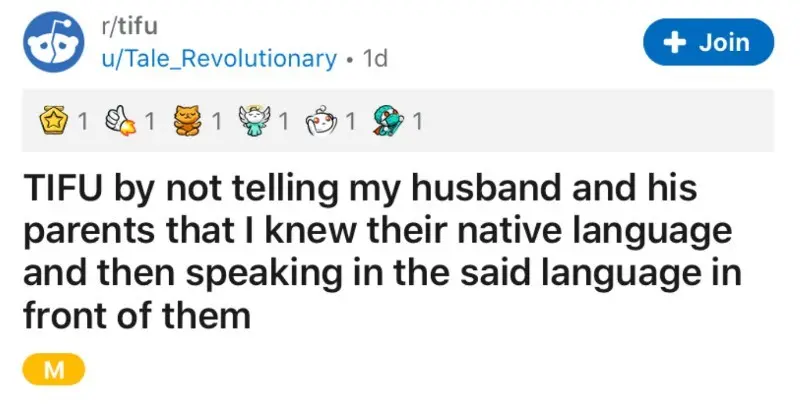 r/tifu
u/Tale_Revolutionary • 1d
Join
1 1 1 1 1 1
TIFU by not telling my husband and his
parents that I knew their native language
and then speaking in the said language in
front of them
M